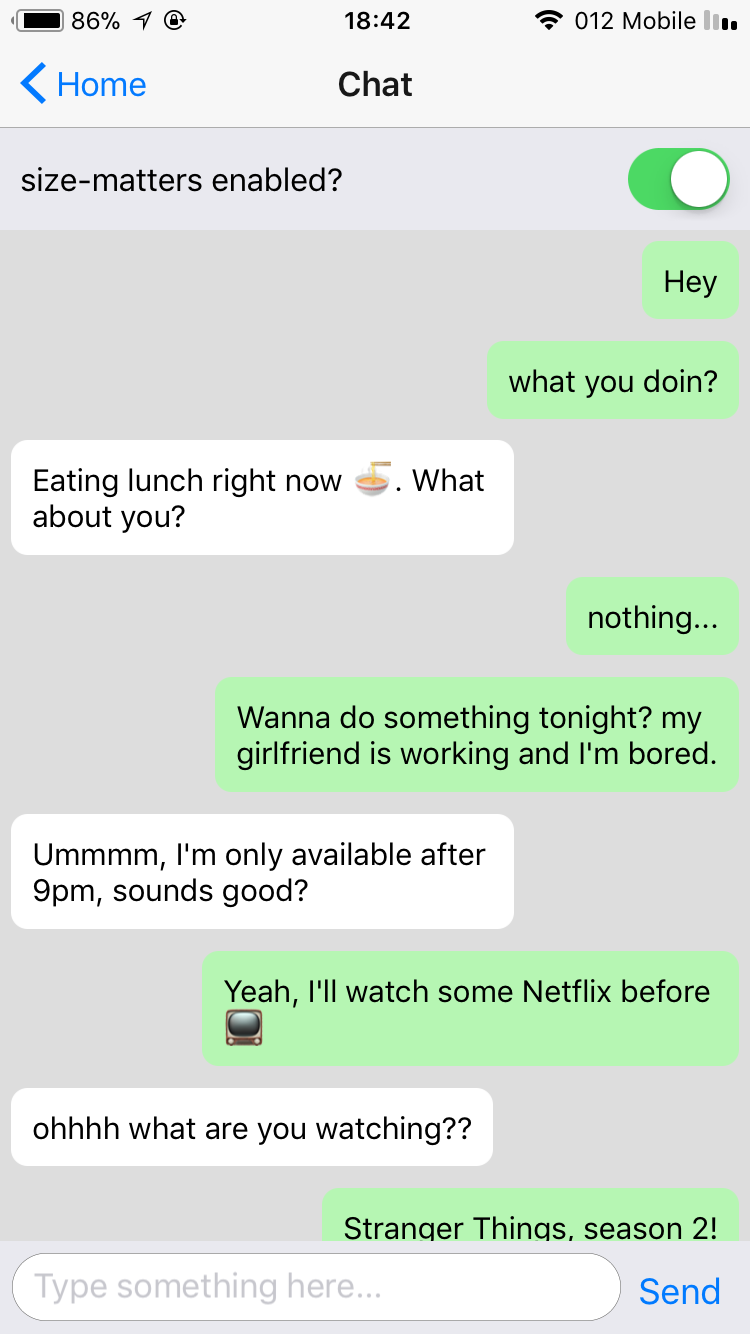 86% 18:42 012 Mobile
Home Chat
size-matters enabled?
Hey
what you doin?
Eating lunch right now 🍜. What
about you?
nothing...
Wanna do something tonight? my
girlfriend is working and I'm bored.
Ummmm, I'm only available after
9pm, sounds good?
Yeah, I'll watch some Netflix before
📺
ohhhh what are you watching??
Stranger Things, season 2!
Type something here... Send